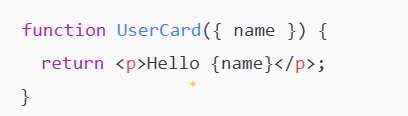 function UserCard({ name }) {
  return <p>Hello {name}</p>;
}